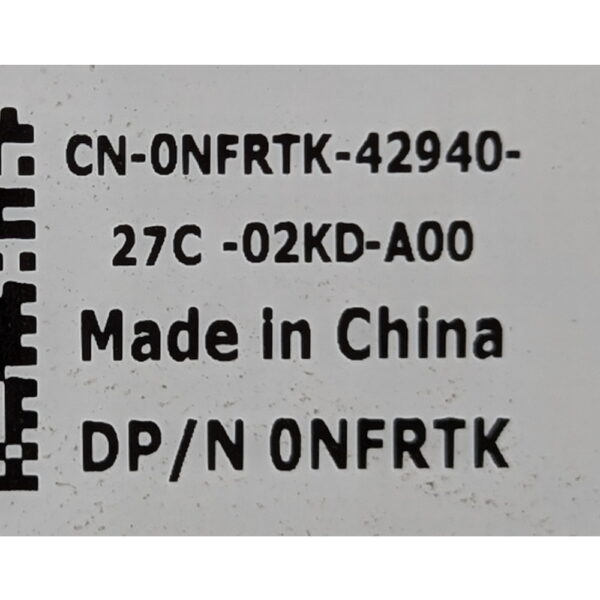 CN-0NFRTK-42940-
27C -02KD-A00
Made in China
DP/N 0NFRTK